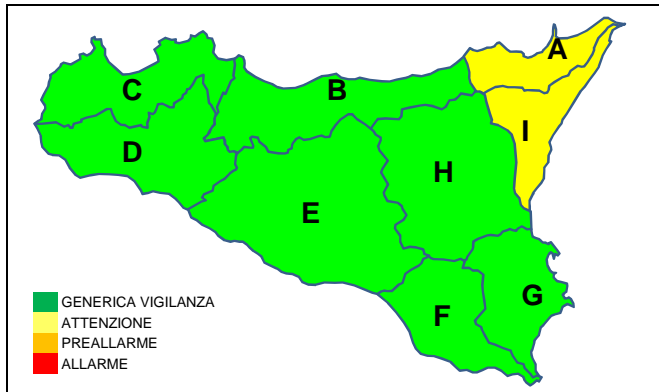 A
C
B
I
D
H
E
G
F
GENERICA VIGILANZA
ATTENZIONE
PREALLARME
ALLARME